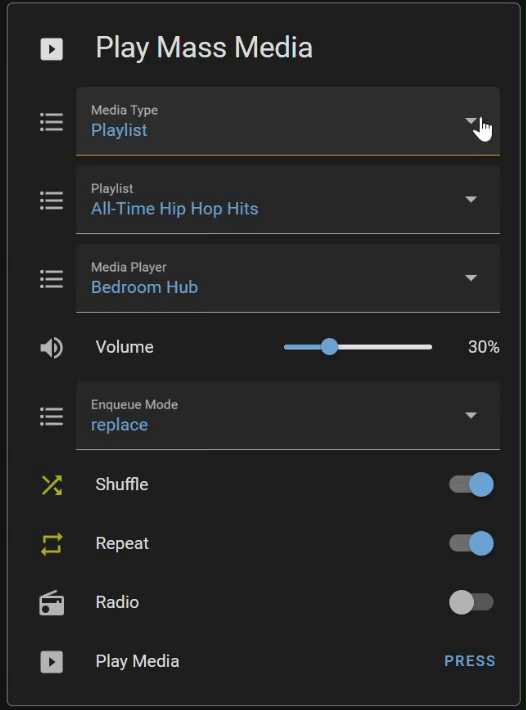 Play Mass Media
Media Type
Playlist
Playlist
All-Time Hip Hop Hits
Media Player
Bedroom Hub
Volume
30%
Enqueue Mode
replace
Shuffle
Repeat
Radio
Play Media
PRESS